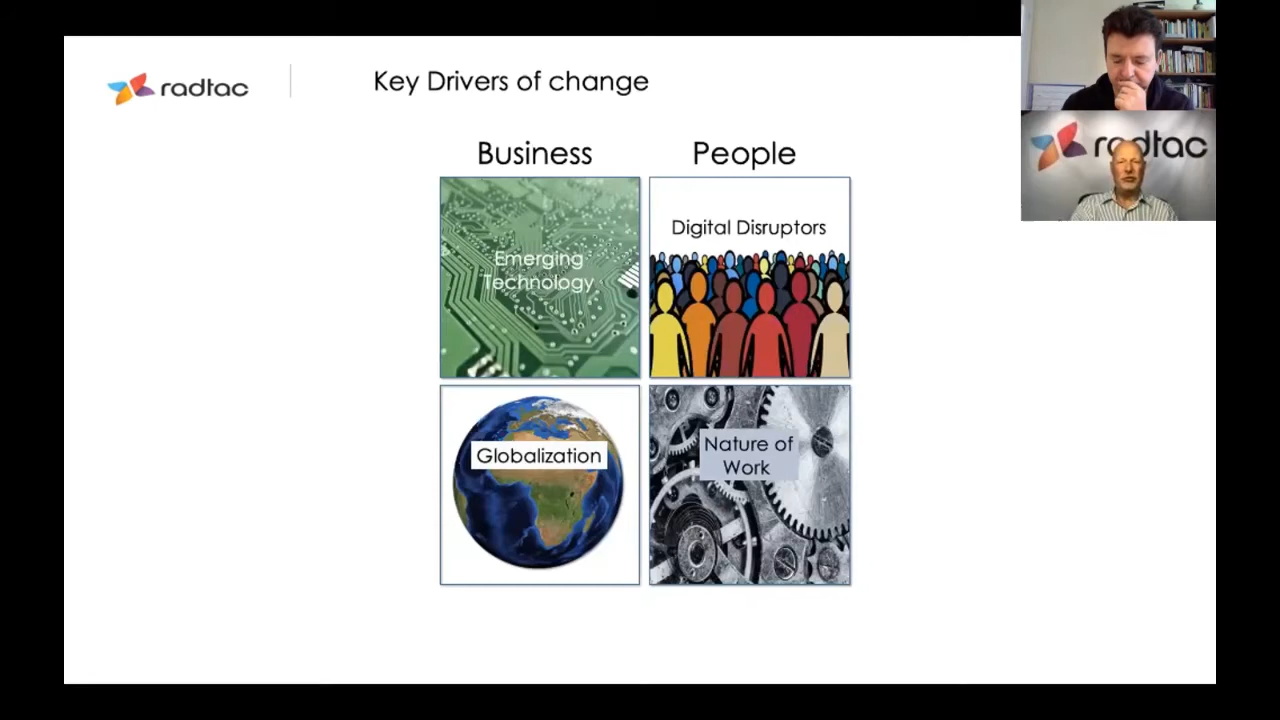 radtac
Key Drivers of change
Business
People
Emerging
Technology
Digital Disruptors
Globalization
Nature of
Work
radtac